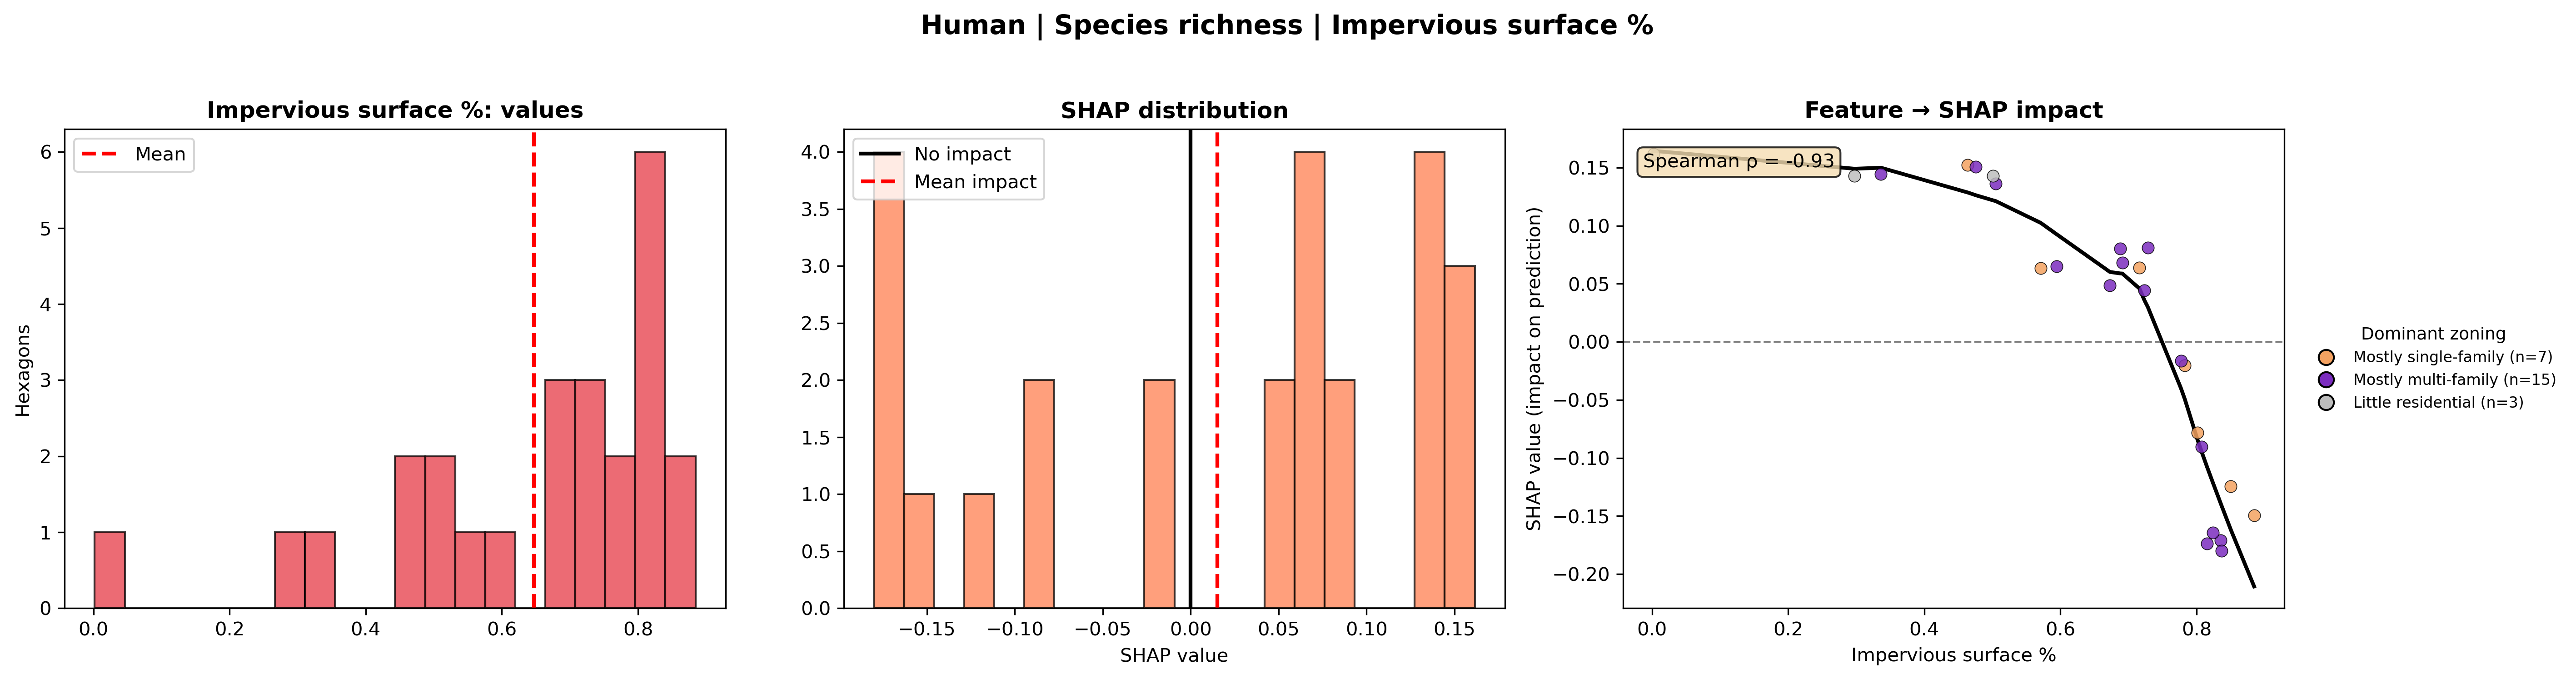 Human | Species richness | Impervious surface %
Impervious surface %: values
Mean
Hexagons
6
5
4
3
2
1
0
0.0 0.2 0.4 0.6 0.8
SHAP distribution
No impact
Mean impact
4.0
3.5
3.0
2.5
2.0
1.5
1.0
0.5
0.0
−0.15 −0.10 −0.05 0.00 0.05 0.10 0.15
SHAP value
Feature → SHAP impact
Spearman ρ = -0.93
SHAP value (impact on prediction)
0.15
0.10
0.05
0.00
−0.05
−0.10
−0.15
−0.20
0.0 0.2 0.4 0.6 0.8
Impervious surface %
Dominant zoning
Mostly single-family (n=7)
Mostly multi-family (n=15)
Little residential (n=3)